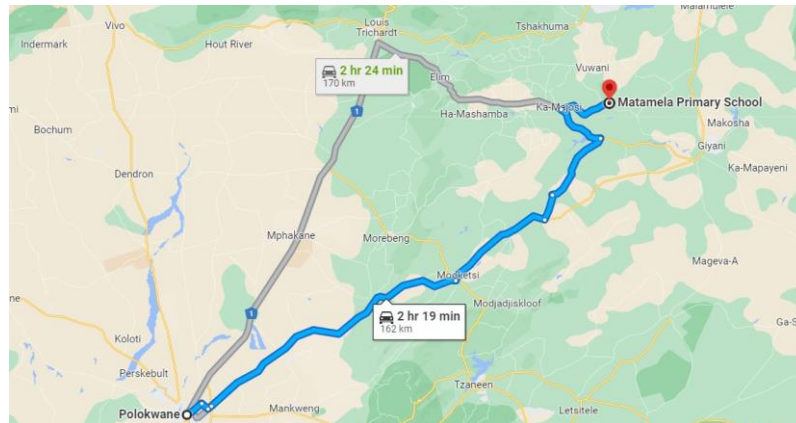 Vivo
Louis
Trichardt
Tshakhuma
Malamulele
Indermark
Hout River
2 hr 24 min
170 km
Elim
Vuwani
Matamela Primary School
Ha-Mashamba
Ka-Majosi
1
Makosha
Bochum
Giyani
Ka-Mapayeni
Dendron
Mphakane
Morebeng
Mageva-A
Mooketsi
Modjadjiskloof
1
2 hr 19 min
162 km
Koloti
Ga-S
Perskebult
Tzaneen
Polokwane
Mankweng
Letsitele